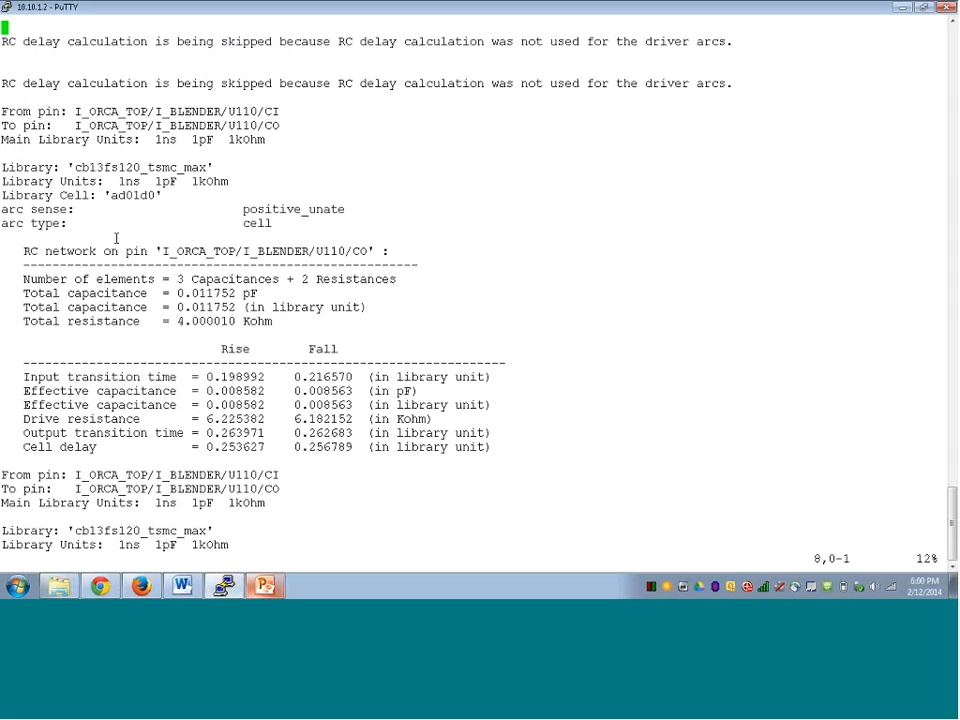 10.10.1.2 - PuTTY
RC delay calculation is being skipped because RC delay calculation was not used for the driver arcs.
RC delay calculation is being skipped because RC delay calculation was not used for the driver arcs.
From pin: I_ORCA_TOP/I_BLENDER/U110/CI
To pin: I_ORCA_TOP/I_BLENDER/U110/CO
Main Library Units: 1ns 1pF 1kOhm
Library: 'cb13fs120_tsmc_max'
Library Units: 1ns 1pF 1kOhm
Library Cell: 'ad01d0'
arc sense: positive_unate
arc type: cell
RC network on pin 'I_ORCA_TOP/I_BLENDER/U110/CO' :
------------------------------------------------------
Number of elements = 3 Capacitances + 2 Resistances
Total capacitance = 0.011752 pF
Total capacitance = 0.011752 (in library unit)
Total resistance = 4.000010 Kohm
Rise Fall
------------------------------------------------------------------
Input transition time = 0.198992 0.216570 (in library unit)
Effective capacitance = 0.008582 0.008563 (in pF)
Effective capacitance = 0.008582 0.008563 (in library unit)
Drive resistance = 6.225382 6.182152 (in Kohm)
Output transition time = 0.263971 0.262683 (in library unit)
Cell delay = 0.253627 0.256789 (in library unit)
From pin: I_ORCA_TOP/I_BLENDER/U110/CI
To pin: I_ORCA_TOP/I_BLENDER/U110/CO
Main Library Units: 1ns 1pF 1kOhm
Library: 'cb13fs120_tsmc_max'
Library Units: 1ns 1pF 1kOhm
8,0-1 12%
6:00 PM
2/12/2014